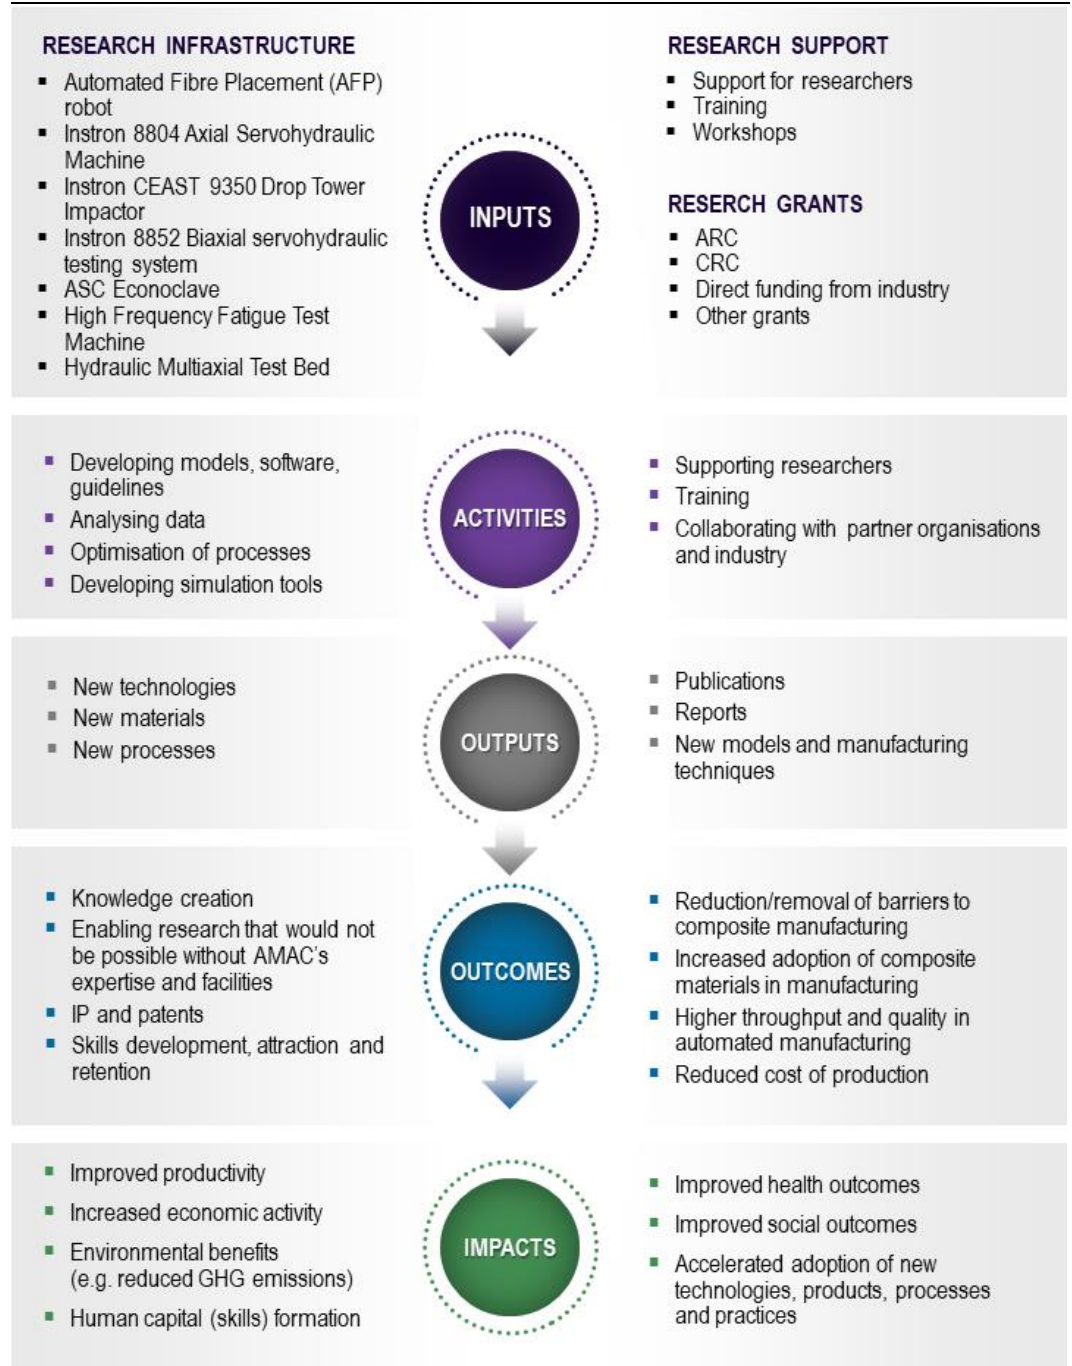 RESEARCH INFRASTRUCTURE
▪ Automated Fibre Placement (AFP)
robot
▪ Instron 8804 Axial Servohydraulic
Machine
▪ Instron CEAST 9350 Drop Tower
Impactor
▪ Instron 8852 Biaxial servohydraulic
testing system
▪ ASC Econoclave
▪ High Frequency Fatigue Test
Machine
▪ Hydraulic Multiaxial Test Bed
INPUTS
RESEARCH SUPPORT
▪ Support for researchers
▪ Training
▪ Workshops
RESERCH GRANTS
▪ ARC
▪ CRC
▪ Direct funding from industry
▪ Other grants
▪ Developing models, software,
guidelines
▪ Analysing data
▪ Optimisation of processes
▪ Developing simulation tools
ACTIVITIES
▪ Supporting researchers
▪ Training
▪ Collaborating with partner organisations
and industry
▪ New technologies
▪ New materials
▪ New processes
OUTPUTS
▪ Publications
▪ Reports
▪ New models and manufacturing
techniques
▪ Knowledge creation
▪ Enabling research that would not
be possible without AMAC's
expertise and facilities
▪ IP and patents
▪ Skills development, attraction and
retention
OUTCOMES
▪ Reduction/removal of barriers to
composite manufacturing
▪ Increased adoption of composite
materials in manufacturing
▪ Higher throughput and quality in
automated manufacturing
▪ Reduced cost of production
▪ Improved productivity
▪ Increased economic activity
▪ Environmental benefits
(e.g. reduced GHG emissions)
▪ Human capital (skills) formation
IMPACTS
▪ Improved health outcomes
▪ Improved social outcomes
▪ Accelerated adoption of new
technologies, products, processes
and practices